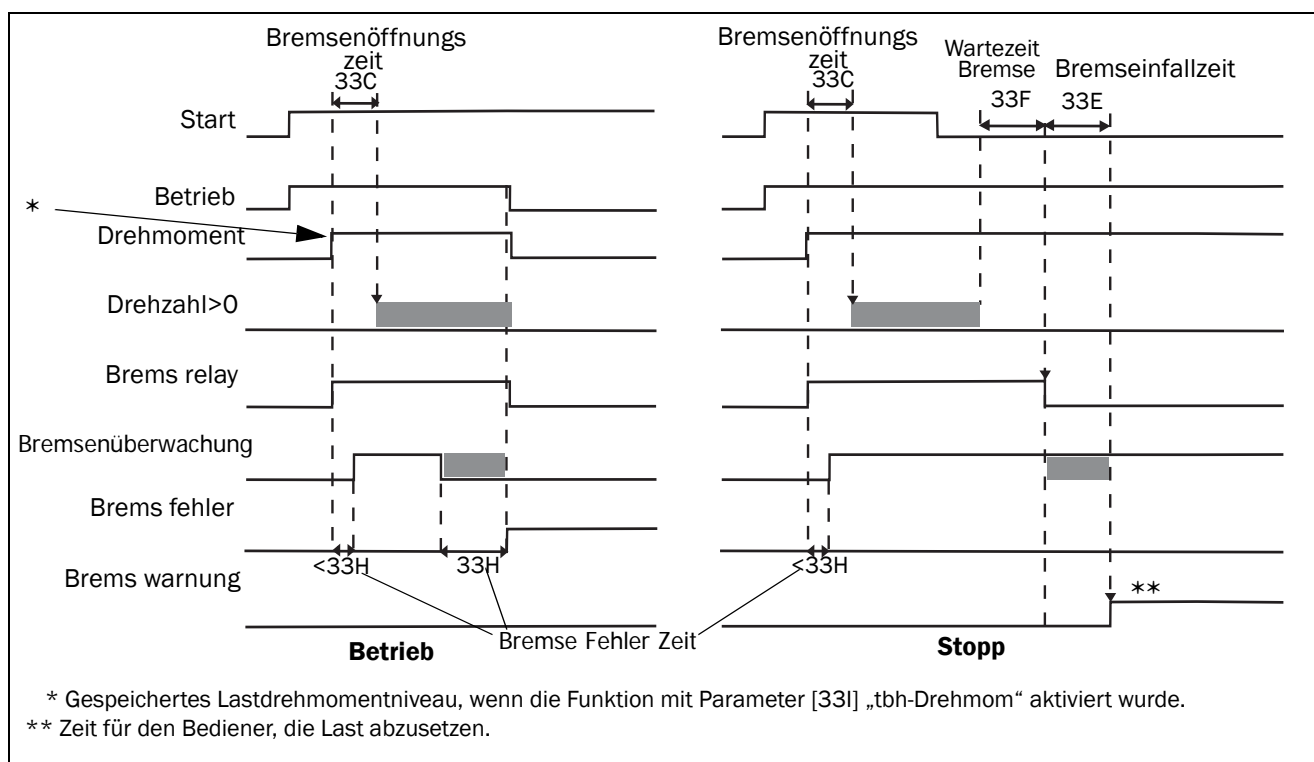 Bremsenöffnungs
zeit
33C
Bremsenöffnungs
zeit
33C
Wartezeit
Bremse
33F
Bremseinfallzeit
33E
Start
Betrieb
*
Drehmoment
Drehzahl>0
Brems relay
Bremsenüberwachung
Brems fehler
<33H
33H
<33H
Brems warnung
**
Bremse Fehler Zeit
Betrieb
Stopp
* Gespeichertes Lastdrehmomentniveau, wenn die Funktion mit Parameter [33I] „tbh-Drehmom“ aktiviert wurde.
** Zeit für den Bediener, die Last abzusetzen.